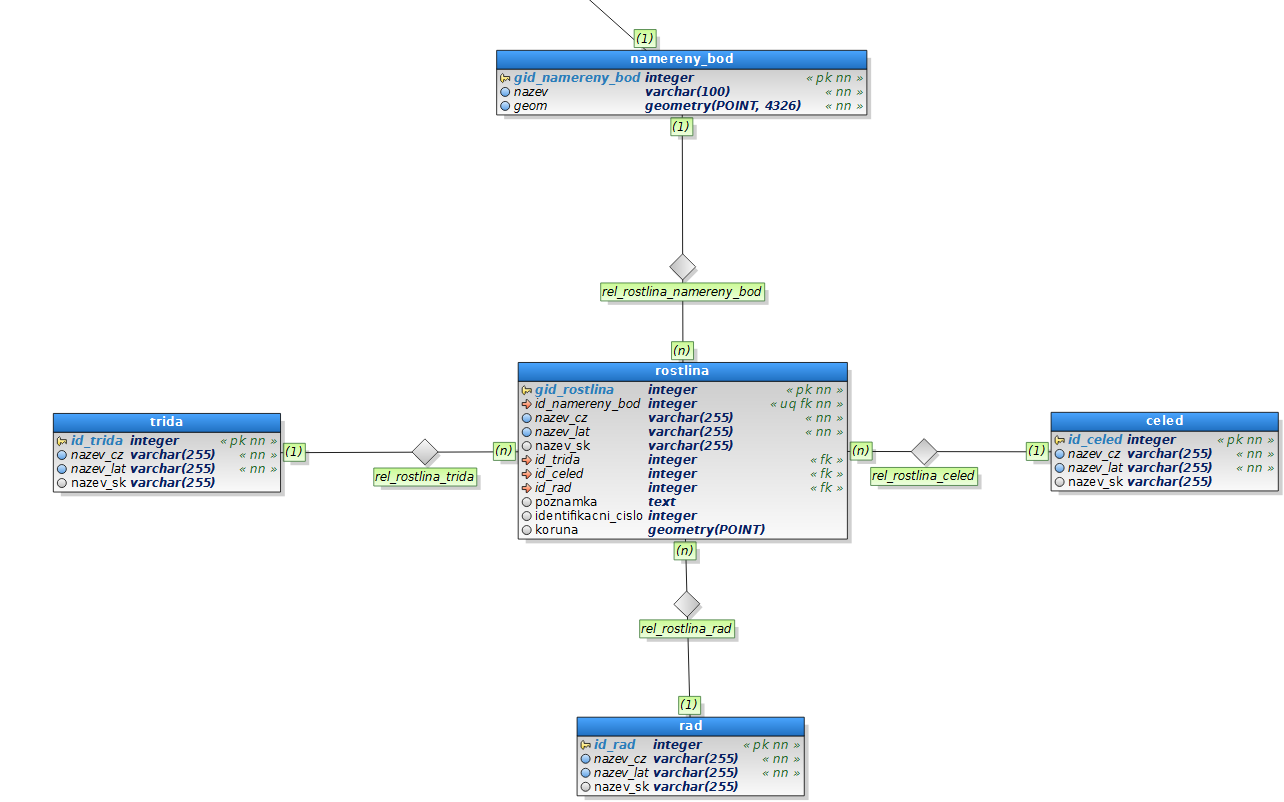 (1)
namereny_bod
gid_namereny_bod integer « pk nn »
nazev varchar(100) « nn »
geom geometry(POINT, 4326) « nn »
(1)
rel_rostlina_namereny_bod
(n)
rostlina
gid_rostlina integer « pk nn »
id_namereny_bod integer « uq fk nn »
nazev_cz varchar(255) « nn »
nazev_lat varchar(255) « nn »
nazev_sk varchar(255)
id_trida integer « fk »
id_celed integer « fk »
id_rad integer « fk »
poznamka text
identifikacni_cislo integer
koruna geometry(POINT)
trida
id_trida integer « pk nn »
nazev_cz varchar(255) « nn »
nazev_lat varchar(255) « nn »
nazev_sk varchar(255)
(1)
rel_rostlina_trida
(n)
(n)
rel_rostlina_celed
(1)
celed
id_celed integer « pk nn »
nazev_cz varchar(255) « nn »
nazev_lat varchar(255) « nn »
nazev_sk varchar(255)
(n)
rel_rostlina_rad
(1)
rad
id_rad integer « pk nn »
nazev_cz varchar(255) « nn »
nazev_lat varchar(255) « nn »
nazev_sk varchar(255)